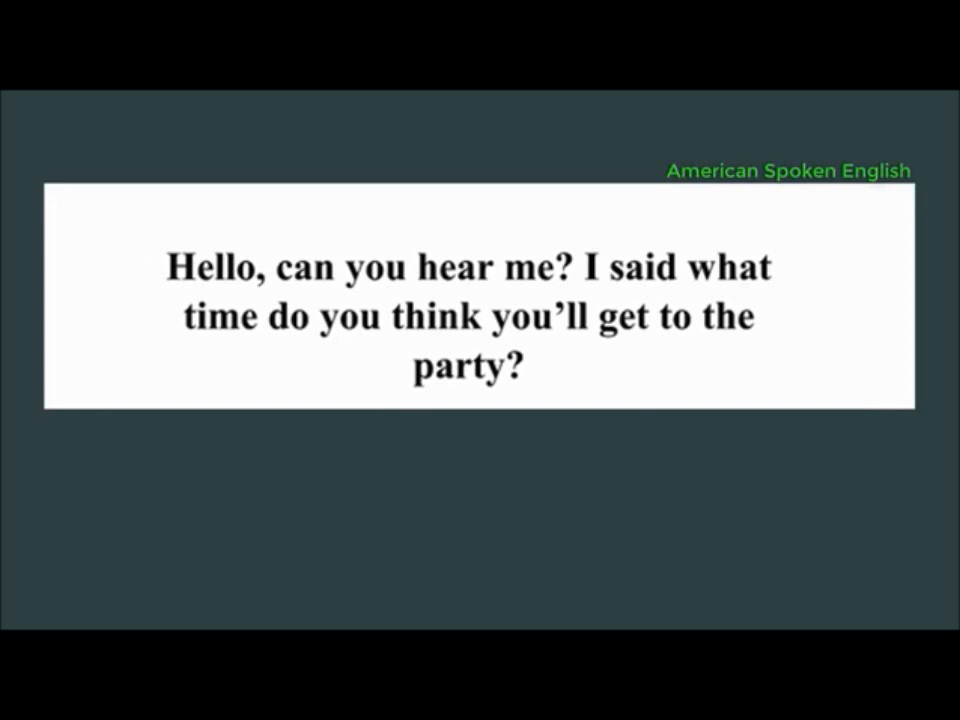 American Spoken English
Hello, can you hear me? I said what
time do you think you’ll get to the
party?